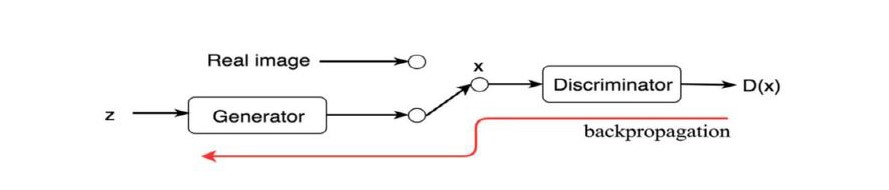 Real image
x
Discriminator
D(x)
z
Generator
backpropagation